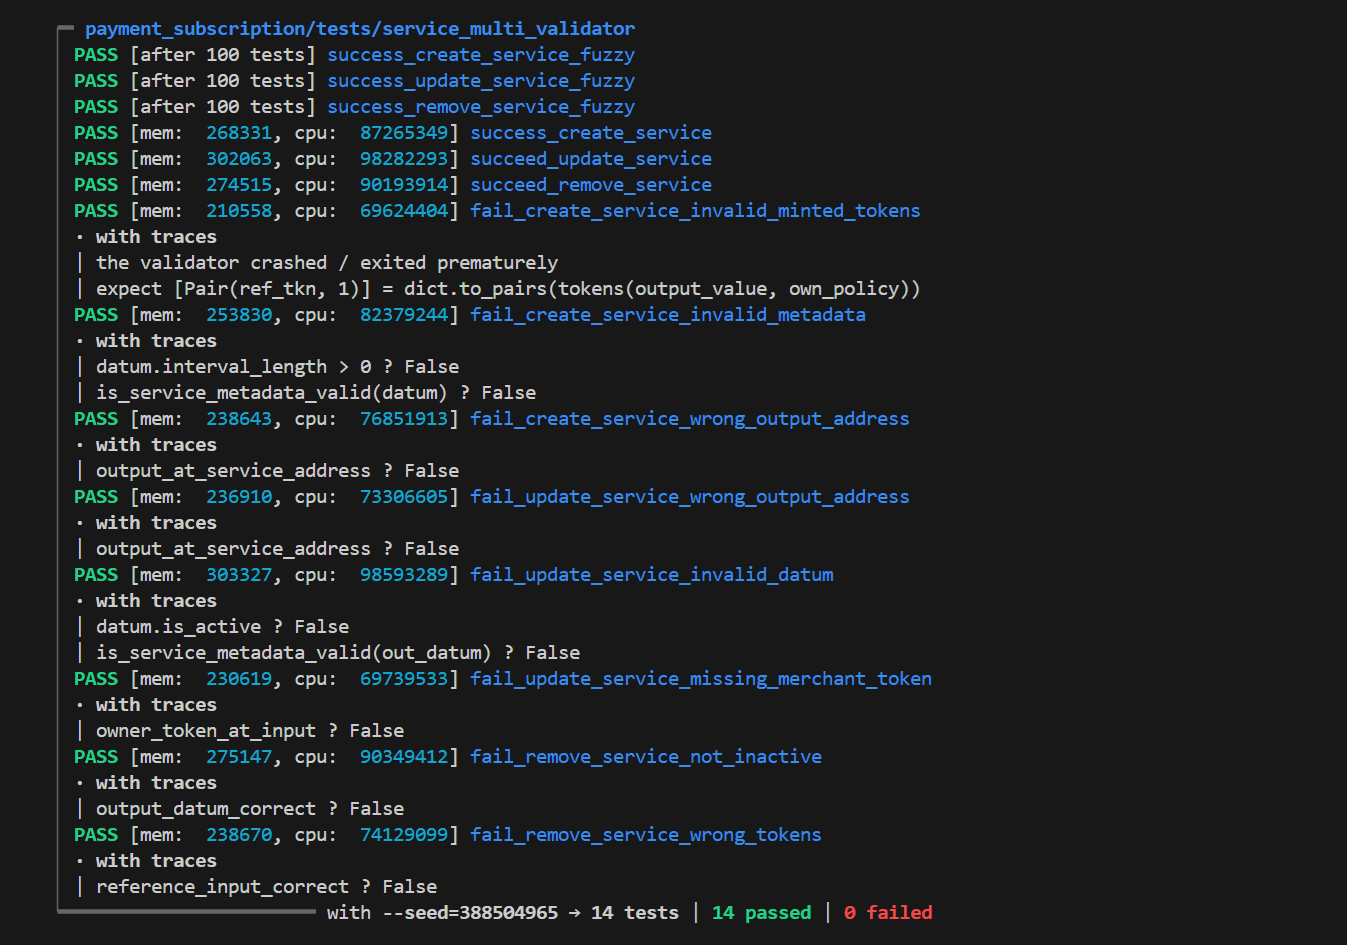 payment_subscription/tests/service_multi_validator
PASS [after 100 tests] success_create_service_fuzzy
PASS [after 100 tests] success_update_service_fuzzy
PASS [after 100 tests] success_remove_service_fuzzy
PASS [mem:  268331, cpu:  87265349] success_create_service
PASS [mem:  302063, cpu:  98282293] succeed_update_service
PASS [mem:  274515, cpu:  90193914] succeed_remove_service
PASS [mem:  210558, cpu:  69624404] fail_create_service_invalid_minted_tokens
· with traces
| the validator crashed / exited prematurely
| expect [Pair(ref_tkn, 1)] = dict.to_pairs(tokens(output_value, own_policy))
PASS [mem:  253830, cpu:  82379244] fail_create_service_invalid_metadata
· with traces
| datum.interval_length > 0 ? False
| is_service_metadata_valid(datum) ? False
PASS [mem:  238643, cpu:  76851913] fail_create_service_wrong_output_address
· with traces
| output_at_service_address ? False
PASS [mem:  236910, cpu:  73306605] fail_update_service_wrong_output_address
· with traces
| output_at_service_address ? False
PASS [mem:  303327, cpu:  98593289] fail_update_service_invalid_datum
· with traces
| datum.is_active ? False
| is_service_metadata_valid(out_datum) ? False
PASS [mem:  230619, cpu:  69739533] fail_update_service_missing_merchant_token
· with traces
| owner_token_at_input ? False
PASS [mem:  275147, cpu:  90349412] fail_remove_service_not_inactive
· with traces
| output_datum_correct ? False
PASS [mem:  238670, cpu:  74129099] fail_remove_service_wrong_tokens
· with traces
| reference_input_correct ? False
with --seed=388504965 → 14 tests | 14 passed | 0 failed